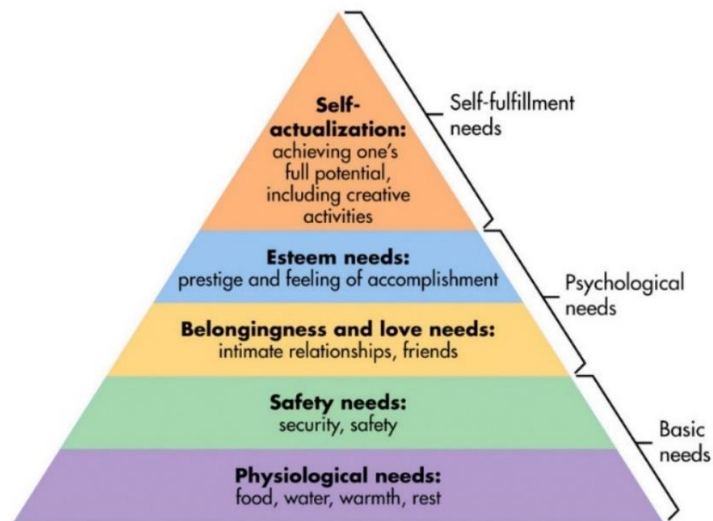 Self-
actualization:
achieving one's
full potential,
including creative
activities
Self-fulfillment
needs
Esteem needs:
prestige and feeling of accomplishment
Psychological
needs
Belongingness and love needs:
intimate relationships, friends
Safety needs:
security, safety
Basic
needs
Physiological needs:
food, water, warmth, rest